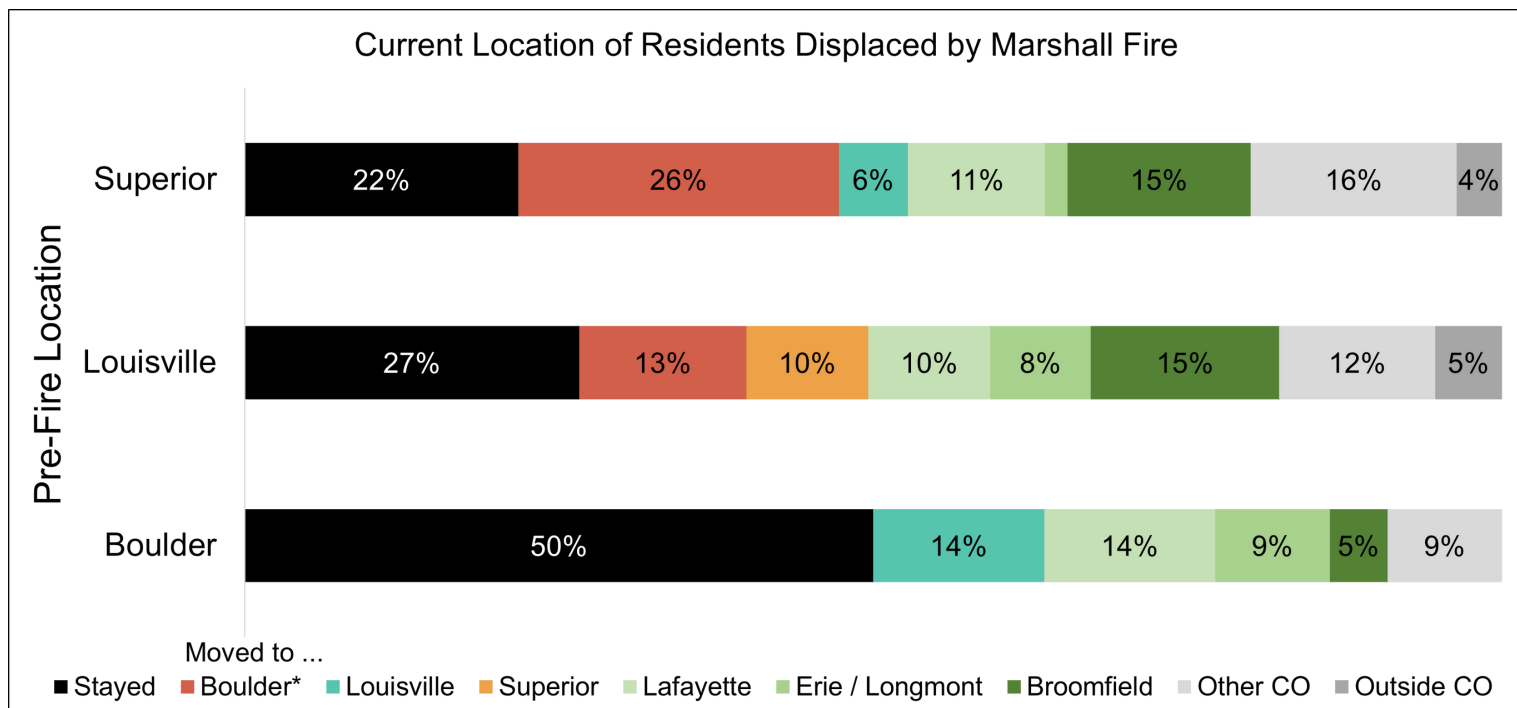 Current Location of Residents Displaced by Marshall Fire
Pre-Fire Location
Superior
22% 26% 6% 11% 15% 16% 4%
Louisville
27% 13% 10% 10% 8% 15% 12% 5%
Boulder
50% 14% 14% 9% 5% 9%
Moved to ...
Stayed Boulder* Louisville Superior Lafayette Erie / Longmont Broomfield Other CO Outside CO